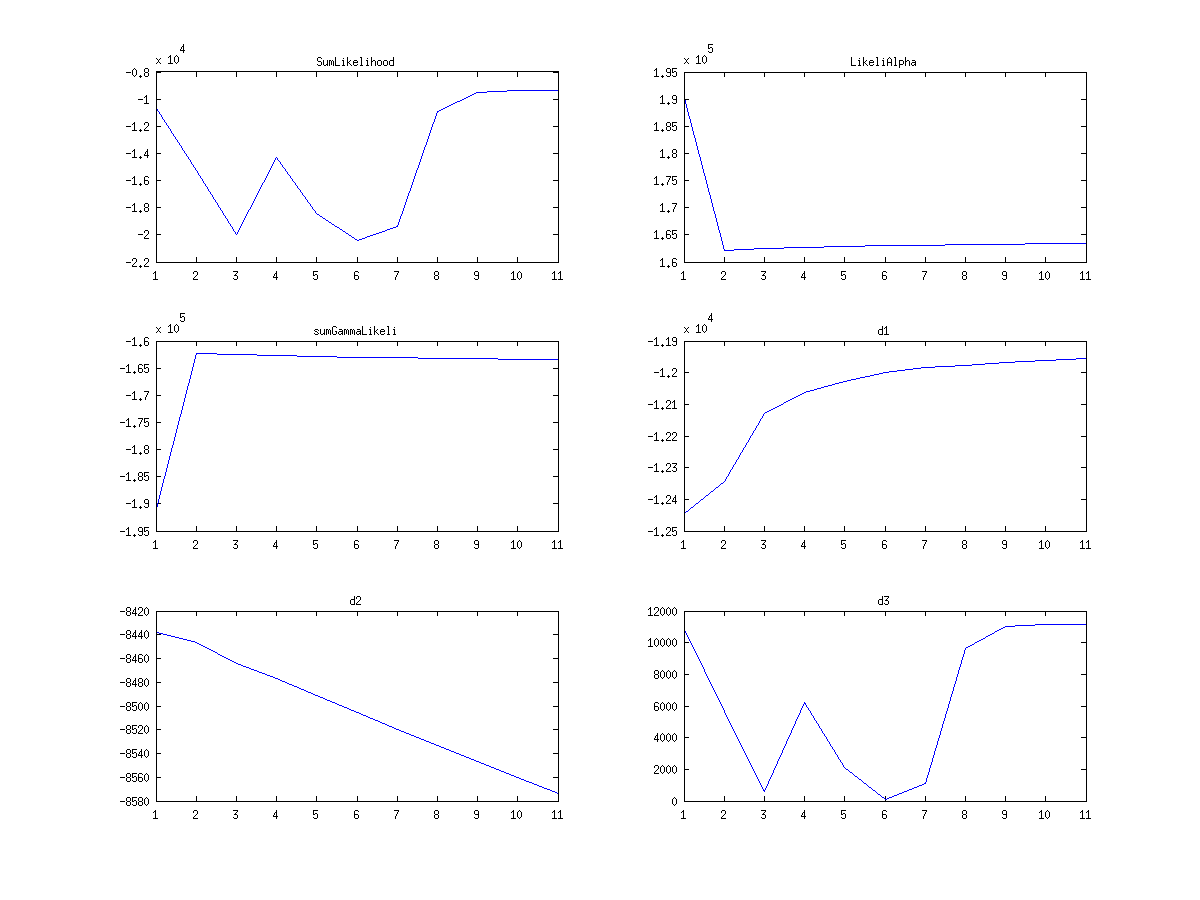 x 10 4
SumLikelihood
-0.8
-1
-1.2
-1.4
-1.6
-1.8
-2
-2.2
1 2 3 4 5 6 7 8 9 10 11
x 10 5
LikeliAlpha
1.95
1.9
1.85
1.8
1.75
1.7
1.65
1.6
1 2 3 4 5 6 7 8 9 10 11
x 10 5
sumGammaLikeli
-1.6
-1.65
-1.7
-1.75
-1.8
-1.85
-1.9
-1.95
1 2 3 4 5 6 7 8 9 10 11
x 10 4
d1
-1.19
-1.2
-1.21
-1.22
-1.23
-1.24
-1.25
1 2 3 4 5 6 7 8 9 10 11
d2
-8420
-8440
-8460
-8480
-8500
-8520
-8540
-8560
-8580
1 2 3 4 5 6 7 8 9 10 11
d3
12000
10000
8000
6000
4000
2000
0
1 2 3 4 5 6 7 8 9 10 11